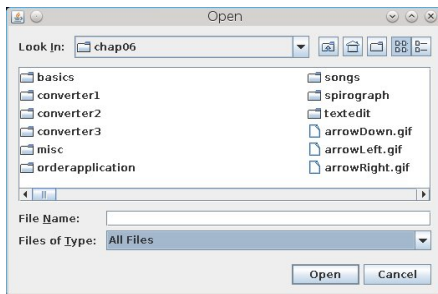 Open
Look In: chap06
basics
converter1
converter2
converter3
misc
orderapplication
songs
spirograph
textedit
arrowDown.gif
arrowLeft.gif
arrowRight.gif
File Name:
Files of Type: All Files
Open Cancel